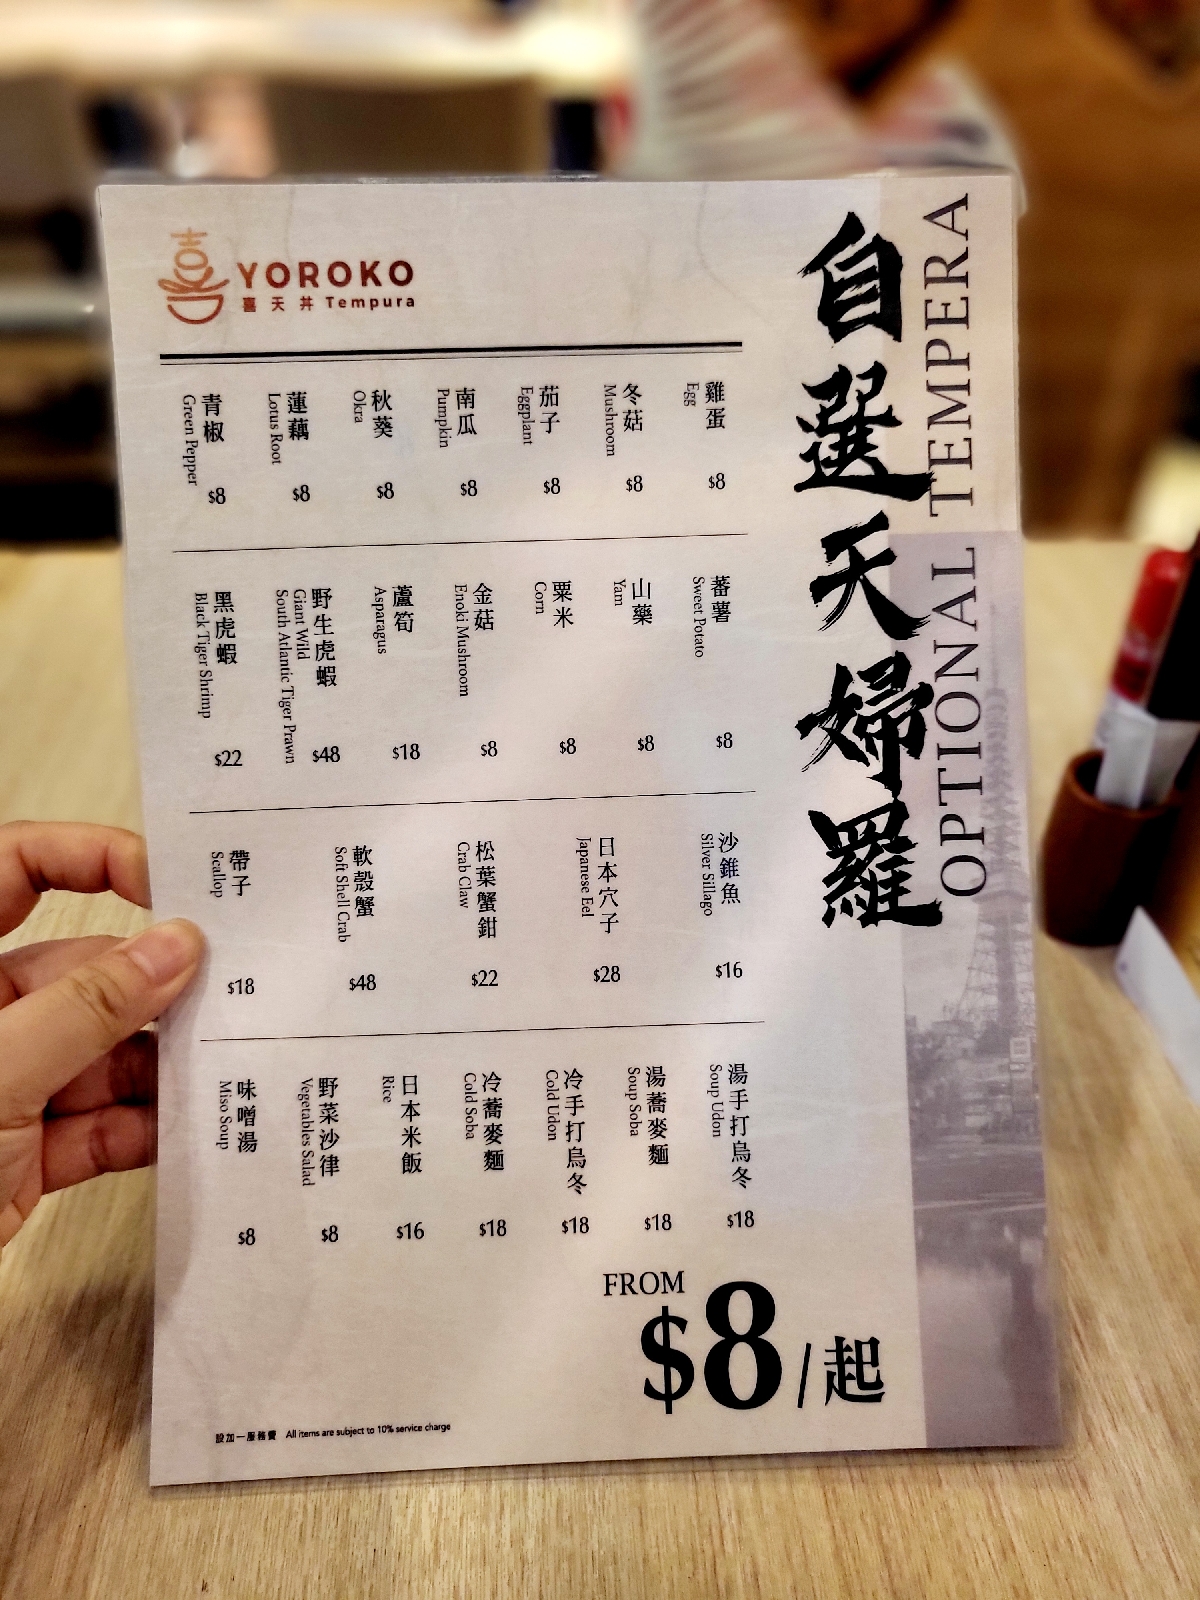 喜
YOROKO
喜天丼 Tempura
自選天婦羅
OPTIONAL TEMPERA
雞蛋
Egg
$8
冬菇
Mushroom
$8
茄子
Eggplant
$8
南瓜
Pumpkin
$8
秋葵
Okra
$8
蓮藕
Lotus Root
$8
青椒
Green Pepper
$8
蕃薯
Sweet Potato
$8
山藥
Yam
$8
粟米
Corn
$8
金菇
Enoki Mushroom
$8
蘆筍
Asparagus
$18
野生虎蝦
Giant Wild
South Atlantic Tiger Prawn
$48
黑虎蝦
Black Tiger Shrimp
$22
沙錐魚
Silver Sillago
$16
日本穴子
Japanese Eel
$28
松葉蟹鉗
Crab Claw
$22
軟殼蟹
Soft Shell Crab
$48
帶子
Scallop
$18
湯手打烏冬
Soup Udon
$18
湯蕎麥麵
Soup Soba
$18
冷手打烏冬
Cold Udon
$18
冷蕎麥麵
Cold Soba
$18
日本米飯
Rice
$16
野菜沙律
Vegetables Salad
$8
味噌湯
Miso Soup
$8
FROM
$8/起
設加一服務費 All items are subject to 10% service charge